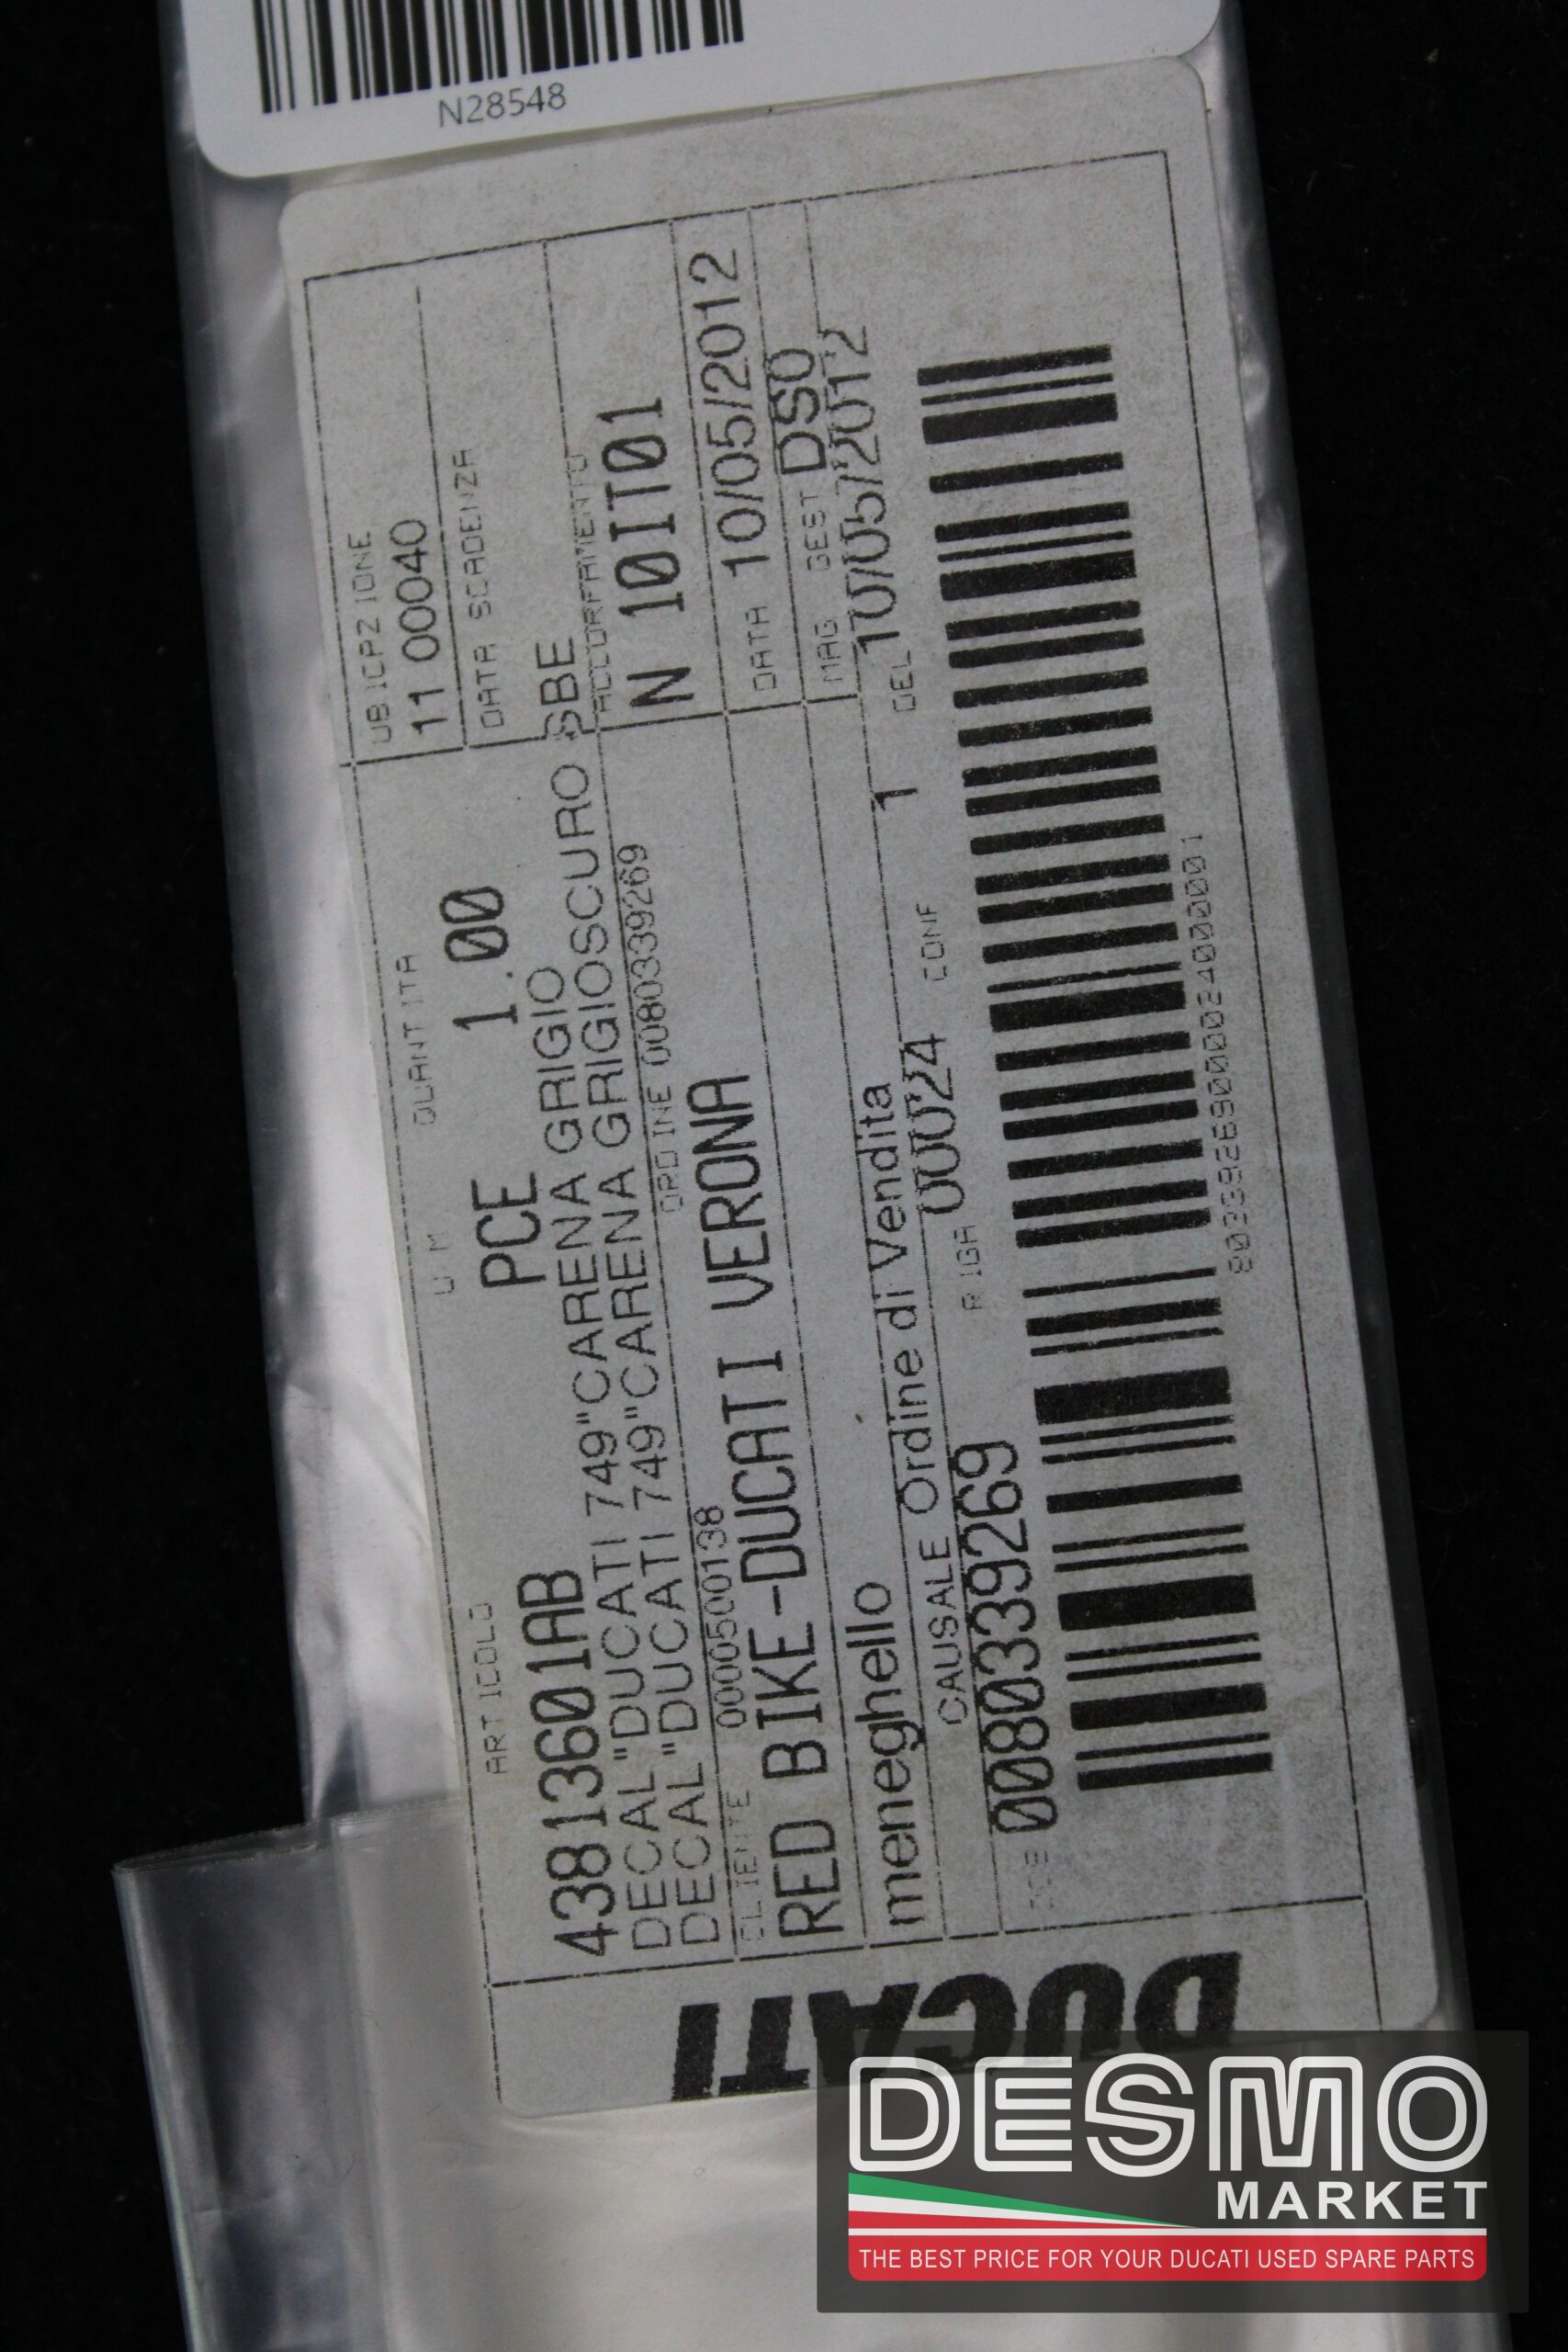 N28548
UBICAZIONE
11 00040
DATA SCADENZA
ARTICOLO
U M
QUANTITA
43813601AB
PCE
1.00
DECAL"DUCATI 749"CARENA GRIGIO
DECAL"DUCATI 749"CARENA GRIGIOSCURO SBE
ACCORPAMENTO
N 10IT01
CLIENTE 0000500138
ORDINE 0080339269
RED BIKE-DUCATI VERONA
DATA 10/05/2012
MAG GEST DS0
meneghello
CAUSALE Ordine di Vendita
1
DEL 10/05/2012
0080339269
RIGA 00024
CONF
8033926900002400001
DUCATI
DESMO
MARKET
THE BEST PRICE FOR YOUR DUCATI USED SPARE PARTS